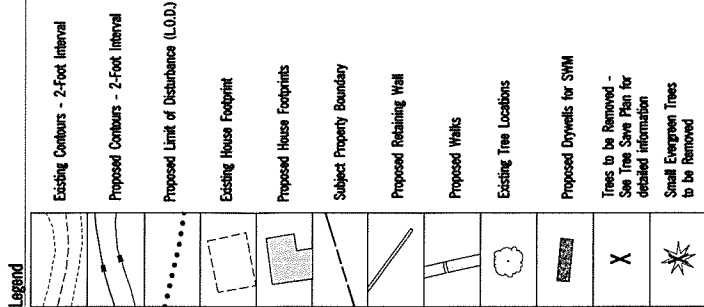 Legend
Existing Contours - 2-Foot Interval
Proposed Contours - 2-Foot Interval
Proposed Limit of Disturbance (L.O.D.)
Existing House Footprint
Proposed House Footprints
Subject Property Boundary
Proposed Retaining Wall
Proposed Walks
Existing Tree Locations
Proposed Drywells for SWM
X
Trees to be Removed -
See Tree Save Plan for
detailed information
Small Evergreen Trees
to be Removed